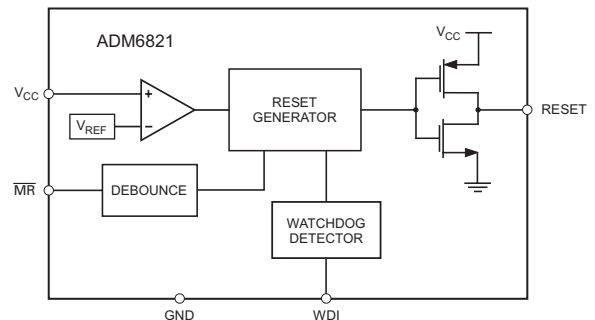 ADM6821
VCC
VCC
+
VREF
−
RESET
GENERATOR
RESET
MR
DEBOUNCE
WATCHDOG
DETECTOR
GND
WDI